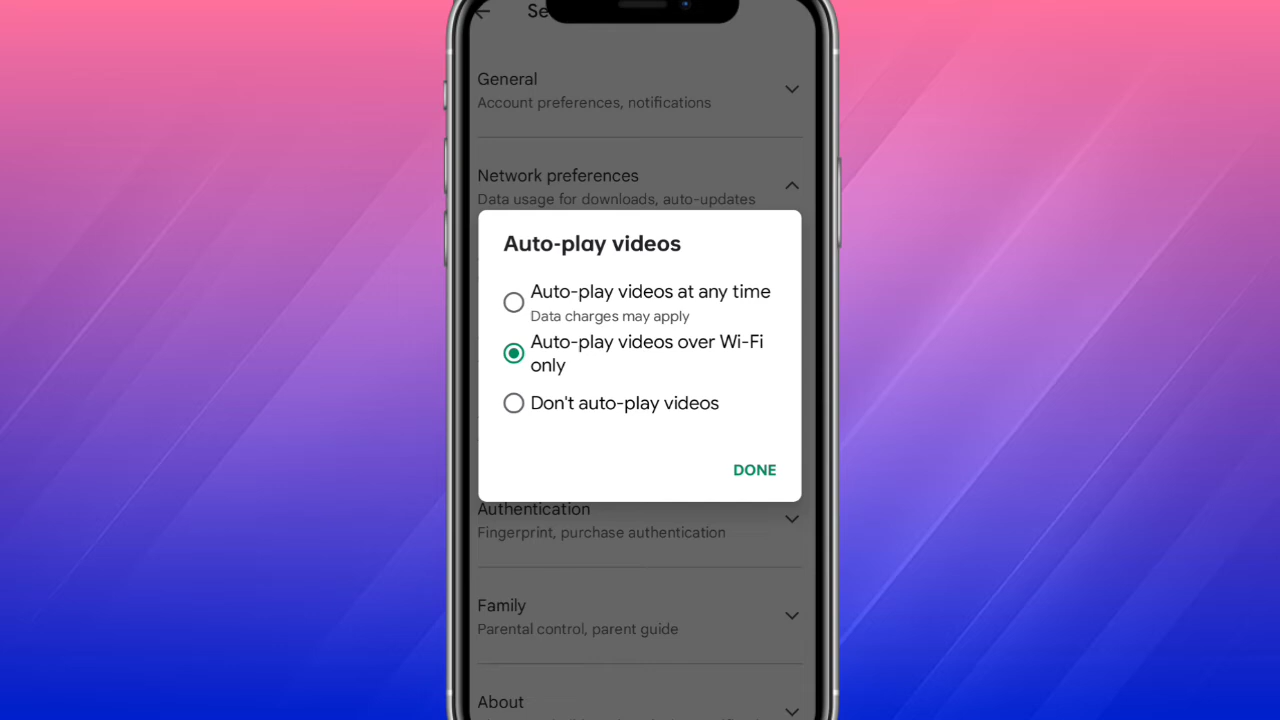 Se
General
Account preferences, notifications
Network preferences
Data usage for downloads, auto-updates
Auto-play videos
Auto-play videos at any time
Data charges may apply
Auto-play videos over Wi-Fi
only
Don't auto-play videos
DONE
Authentication
Fingerprint, purchase authentication
Family
Parental control, parent guide
About